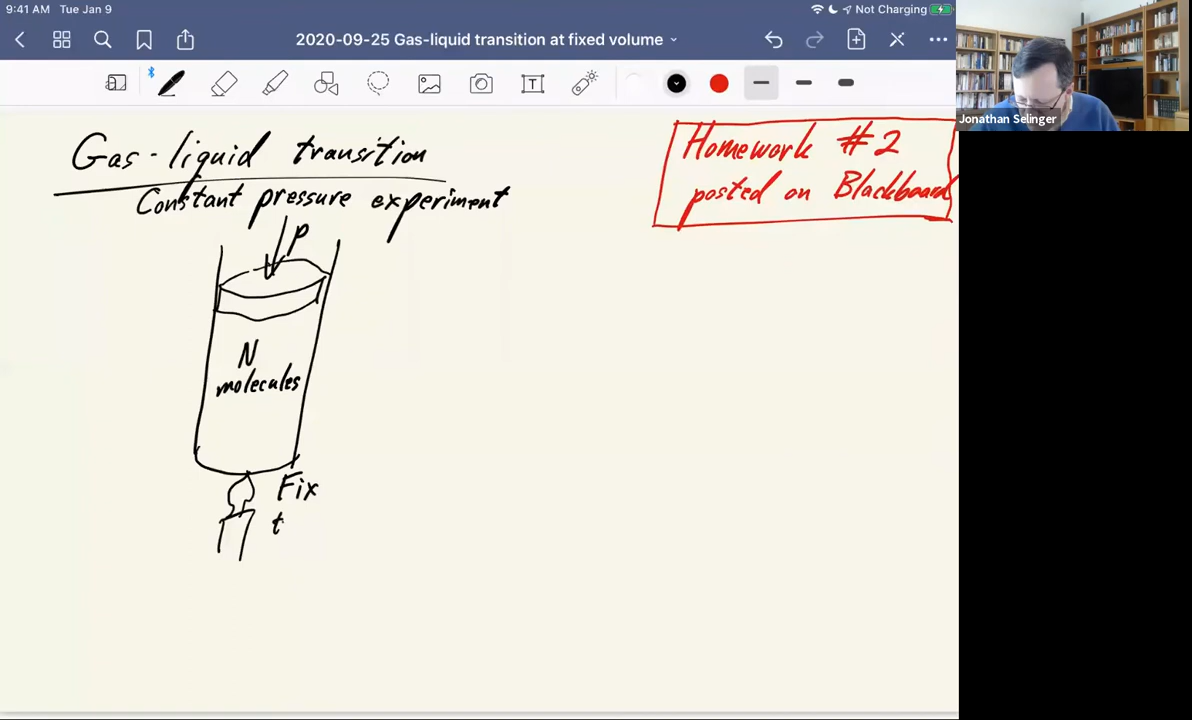 9:41 AM Tue Jan 9
Not Charging
2020-09-25 Gas-liquid transition at fixed volume
T
Jonathan Selinger
Gas-liquid transition
Constant pressure experiment
Homework #2
posted on Blackboard
P
N
molecules
Fix
t